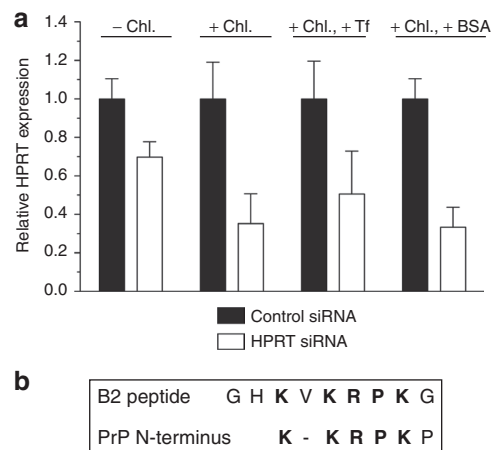 a
− Chl. + Chl. + Chl., + Tf + Chl., + BSA
Relative HPRT expression
1.4
1.2
1.0
0.8
0.6
0.4
0.2
0.0
Control siRNA
HPRT siRNA
b
B2 peptide G H K V K R P K G
PrP N-terminus K - K R P K P